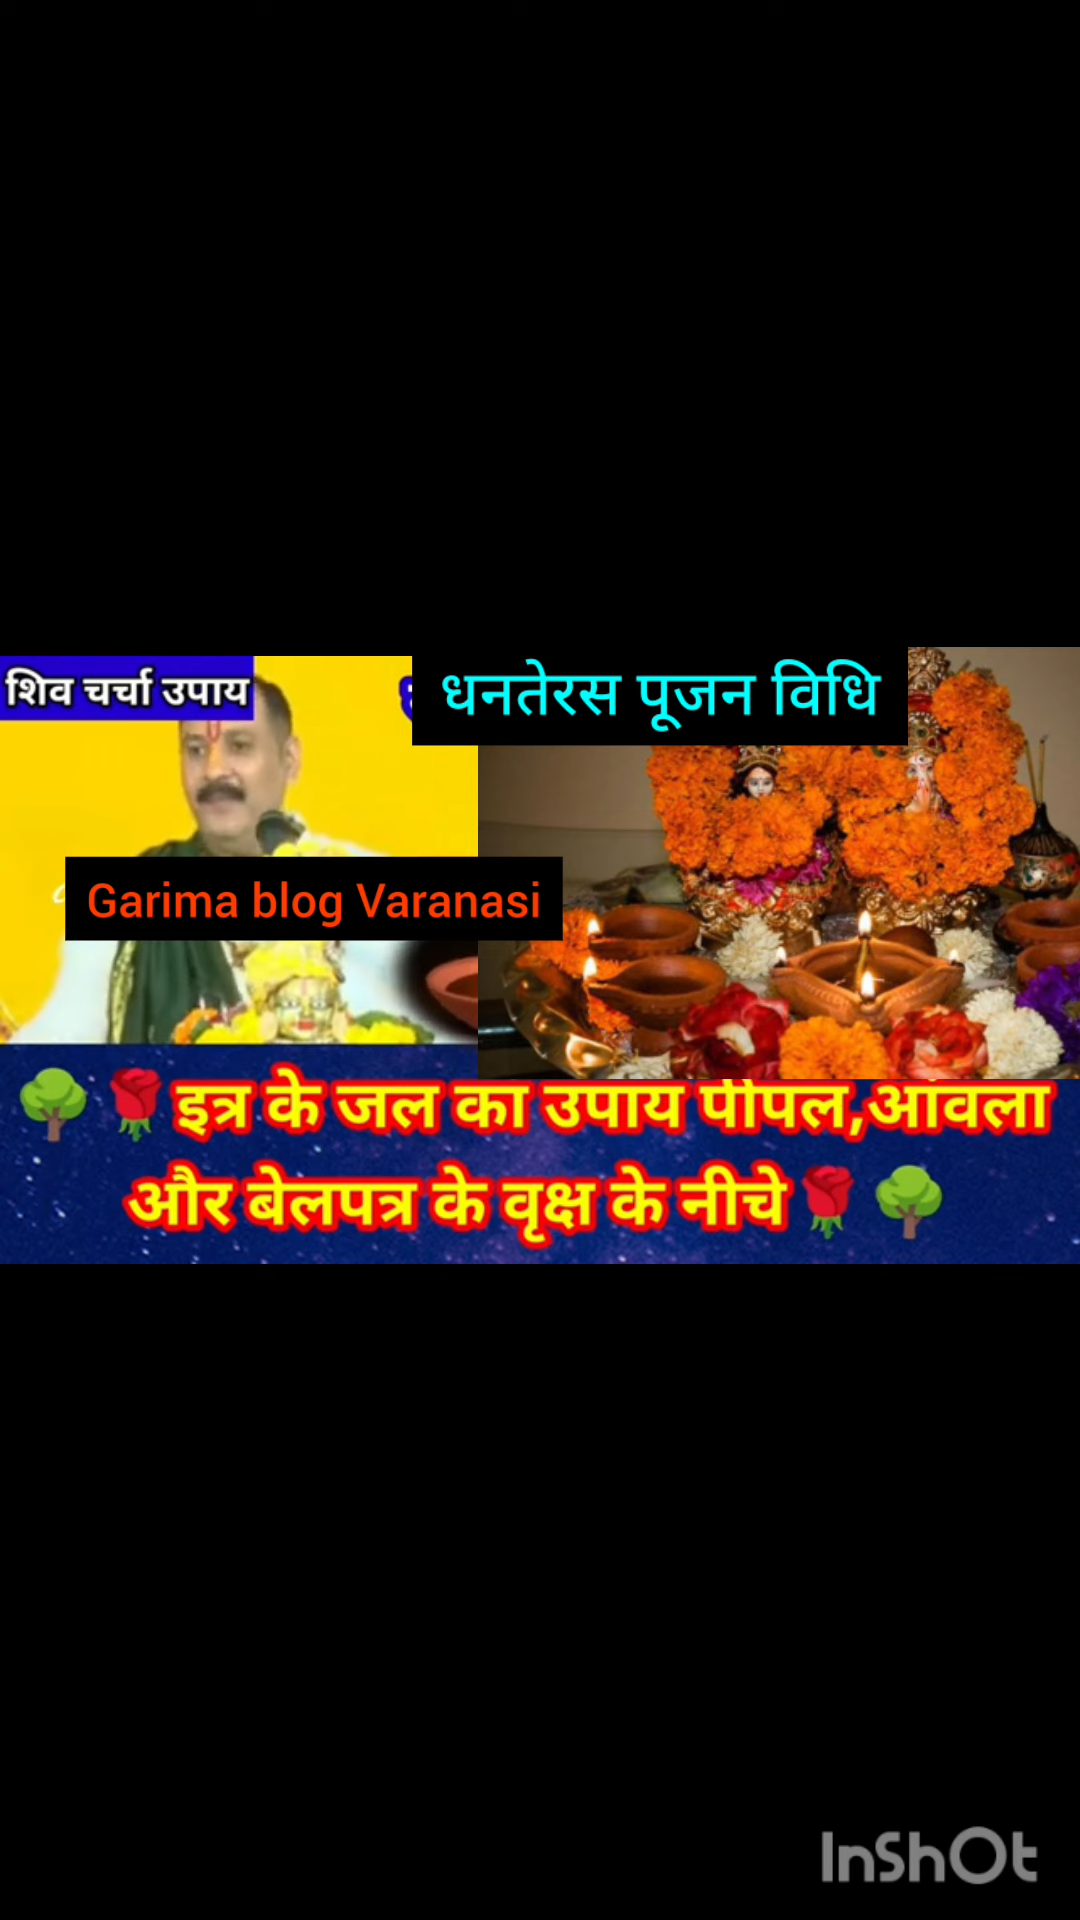 शिव चर्चा उपाय
धनतेरस पूजन विधि
Garima blog Varanasi
इत्र के जल का उपाय पीपल,आंवला
और बेलपत्र के वृक्ष के नीचे
InShOt